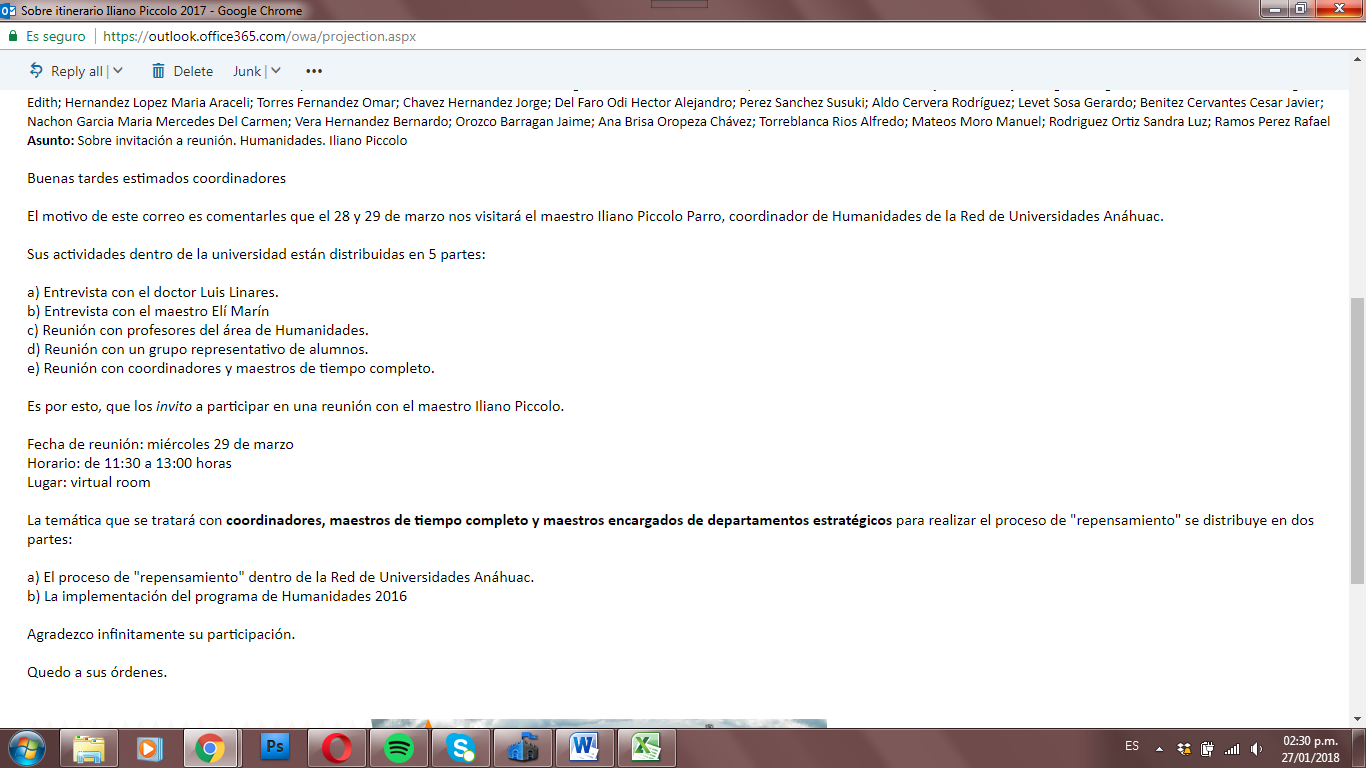 Sobre itinerario Iliano Piccolo 2017 - Google Chrome
Es seguro | https://outlook.office365.com/owa/projection.aspx
Reply all | Delete Junk | •••
Edith; Hernandez Lopez Maria Araceli; Torres Fernandez Omar; Chavez Hernandez Jorge; Del Faro Odi Hector Alejandro; Perez Sanchez Susuki; Aldo Cervera Rodríguez; Levet Sosa Gerardo; Benitez Cervantes Cesar Javier;
Nachon Garcia Maria Mercedes Del Carmen; Vera Hernandez Bernardo; Orozco Barragan Jaime; Ana Brisa Oropeza Chávez; Torreblanca Rios Alfredo; Mateos Moro Manuel; Rodriguez Ortiz Sandra Luz; Ramos Perez Rafael
Asunto: Sobre invitación a reunión. Humanidades. Iliano Piccolo
Buenas tardes estimados coordinadores
El motivo de este correo es comentarles que el 28 y 29 de marzo nos visitará el maestro Iliano Piccolo Parro, coordinador de Humanidades de la Red de Universidades Anáhuac.
Sus actividades dentro de la universidad están distribuidas en 5 partes:
a) Entrevista con el doctor Luis Linares.
b) Entrevista con el maestro Elí Marín
c) Reunión con profesores del área de Humanidades.
d) Reunión con un grupo representativo de alumnos.
e) Reunión con coordinadores y maestros de tiempo completo.
Es por esto, que los invito a participar en una reunión con el maestro Iliano Piccolo.
Fecha de reunión: miércoles 29 de marzo
Horario: de 11:30 a 13:00 horas
Lugar: virtual room
La temática que se tratará con coordinadores, maestros de tiempo completo y maestros encargados de departamentos estratégicos para realizar el proceso de "repensamiento" se distribuye en dos
partes:
a) El proceso de "repensamiento" dentro de la Red de Universidades Anáhuac.
b) La implementación del programa de Humanidades 2016
Agradezco infinitamente su participación.
Quedo a sus órdenes.
Ps
ES
02:30 p.m.
27/01/2018